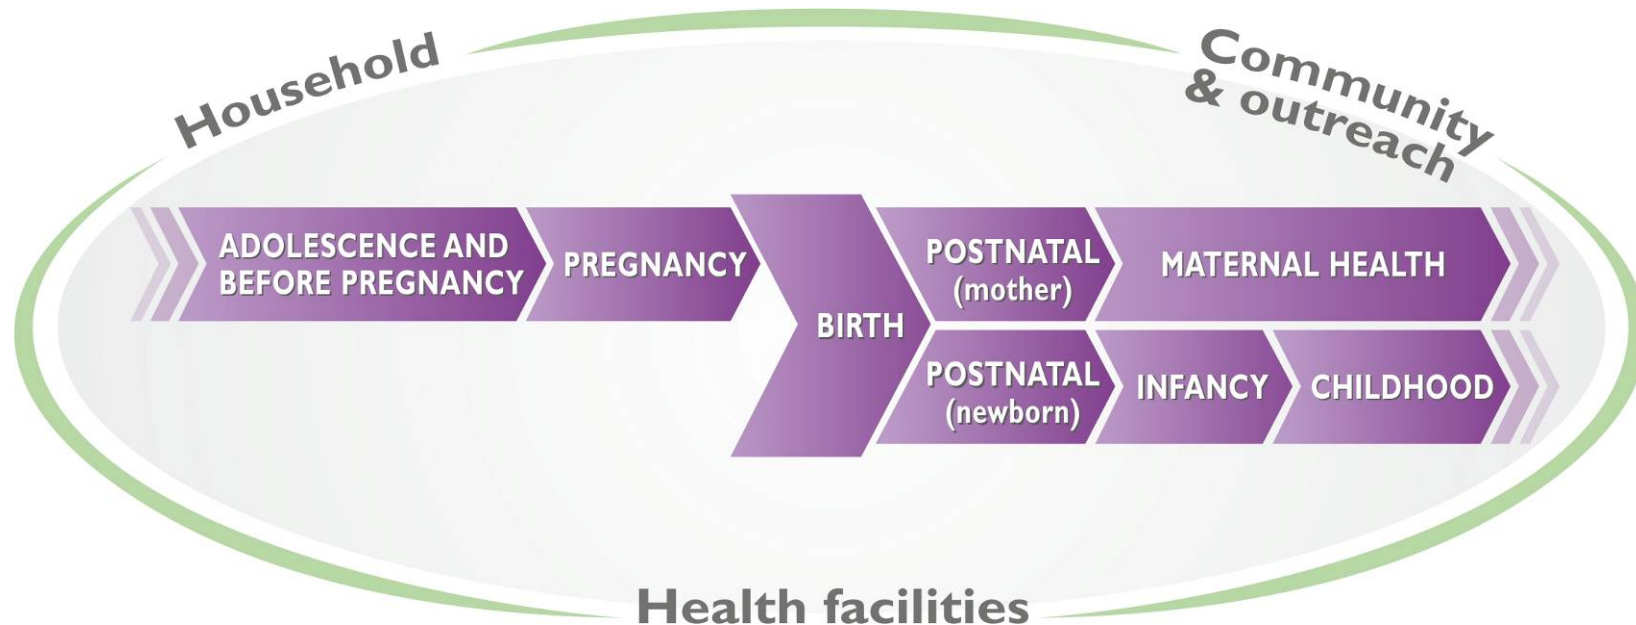 Household
Community
& outreach
ADOLESCENCE AND
BEFORE PREGNANCY
PREGNANCY
BIRTH
POSTNATAL
(mother)
MATERNAL HEALTH
POSTNATAL
(newborn)
INFANCY
CHILDHOOD
Health facilities